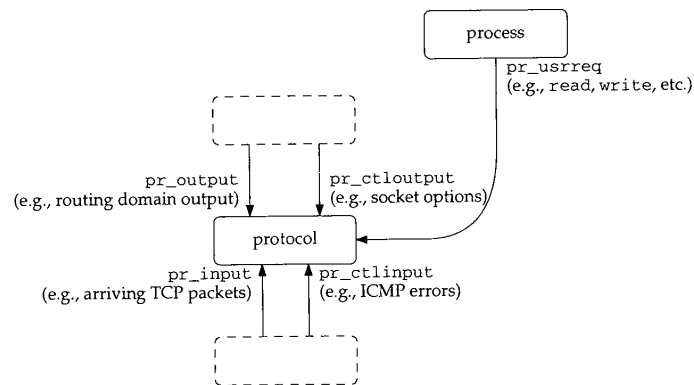 process
pr_usrreq
(e.g., read, write, etc.)
pr_output
(e.g., routing domain output)
pr_ctloutput
(e.g., socket options)
protocol
pr_input
(e.g., arriving TCP packets)
pr_ctlinput
(e.g., ICMP errors)